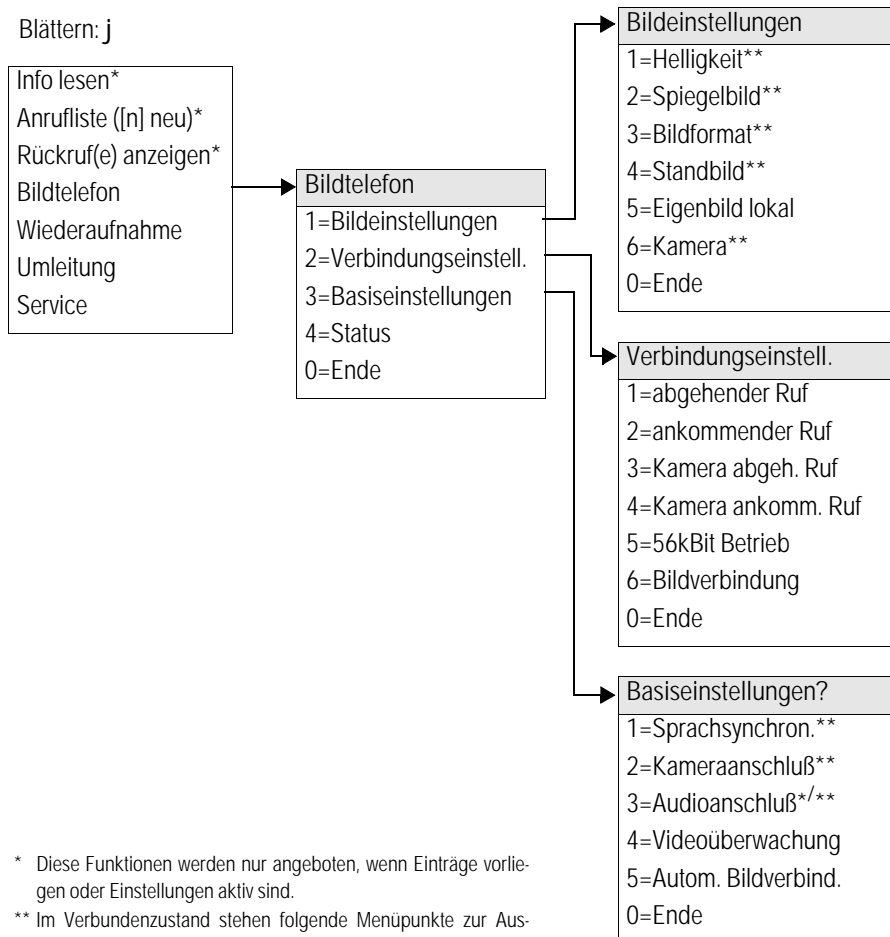 Blättern: j
Info lesen*
Anrufliste ([n] neu)*
Rückruf(e) anzeigen*
Bildtelefon
Wiederaufnahme
Umleitung
Service
Bildtelefon
1=Bildeinstellungen
2=Verbindungseinstell.
3=Basiseinstellungen
4=Status
0=Ende
Bildeinstellungen
1=Helligkeit**
2=Spiegelbild**
3=Bildformat**
4=Standbild**
5=Eigenbild lokal
6=Kamera**
0=Ende
Verbindungseinstell.
1=abgehender Ruf
2=ankommender Ruf
3=Kamera abgeh. Ruf
4=Kamera ankomm. Ruf
5=56kBit Betrieb
6=Bildverbindung
0=Ende
Basiseinstellungen?
1=Sprachsynchron.**
2=Kameraanschluß**
3=Audioanschluß*/**
4=Videoüberwachung
5=Autom. Bildverbind.
0=Ende
* Diese Funktionen werden nur angeboten, wenn Einträge vorlie-
gen oder Einstellungen aktiv sind.
** Im Verbundenzustand stehen folgende Menüpunkte zur Aus-